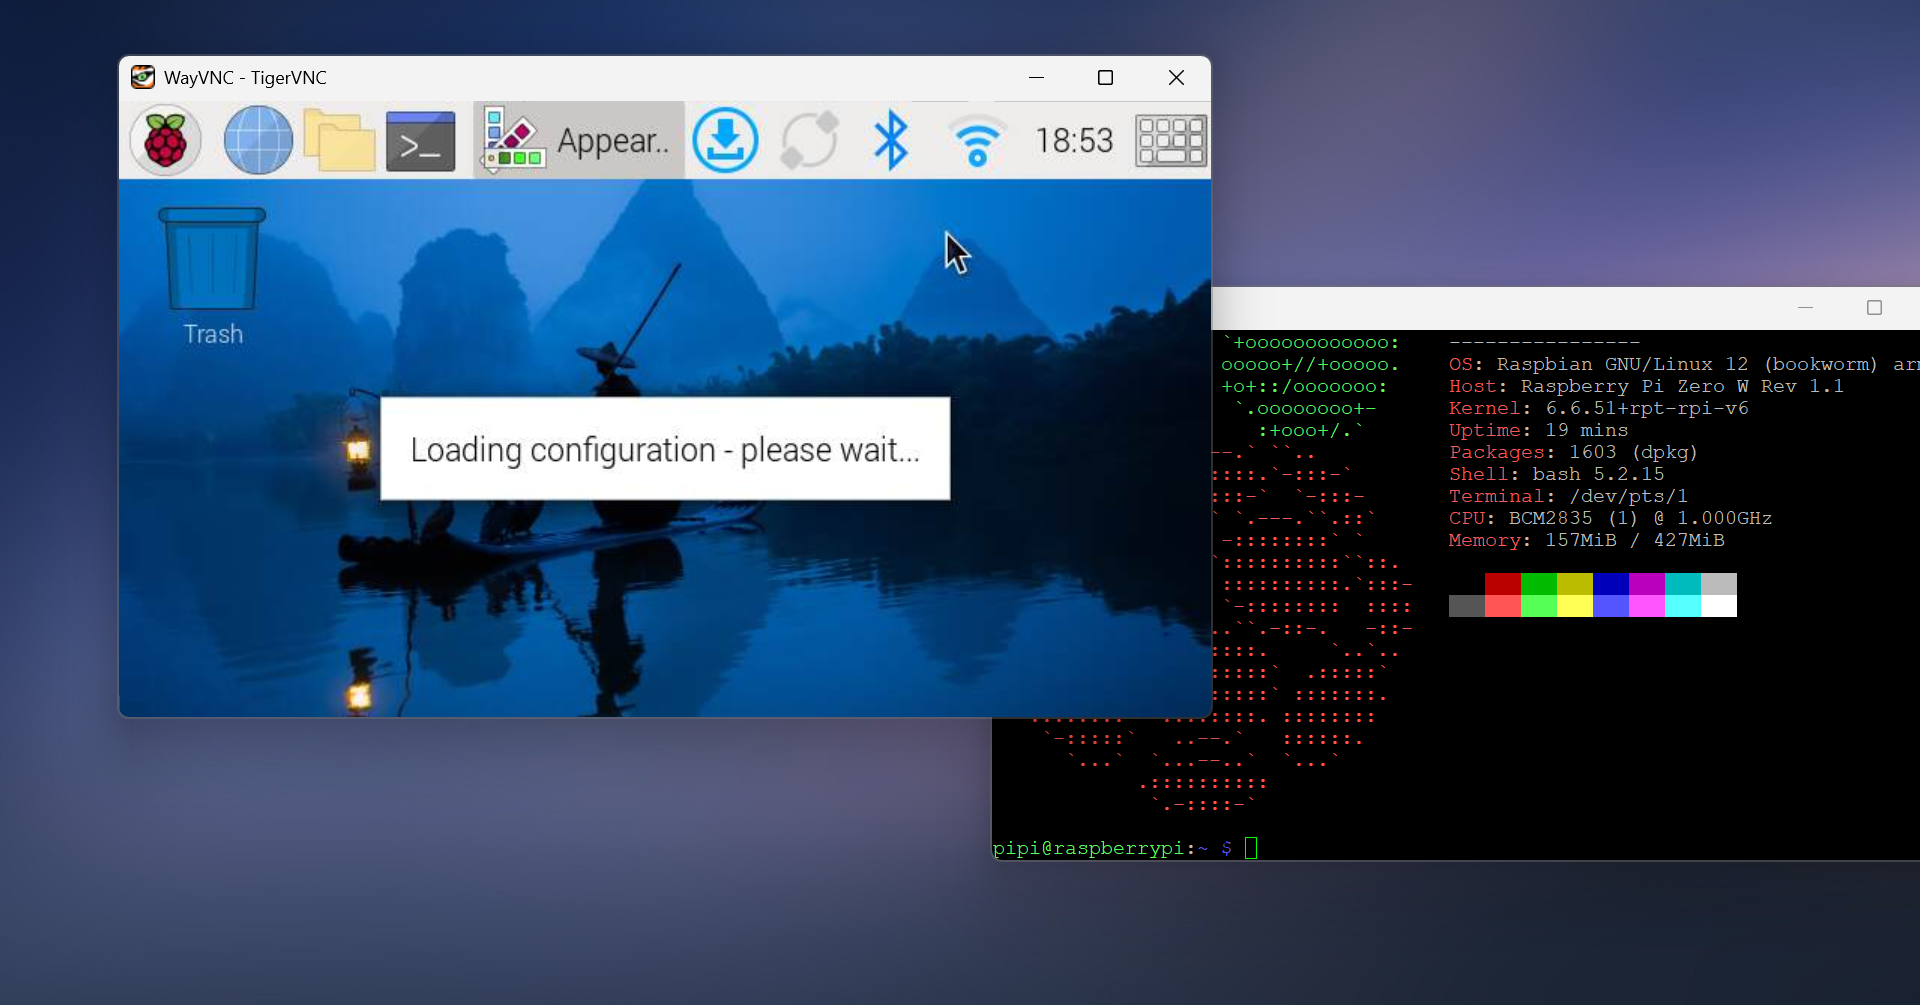 WayVNC - TigerVNC
Appear..
18:53
Trash
Loading configuration - please wait...
----------------
OS: Raspbian GNU/Linux 12 (bookworm)
Host: Raspberry Pi Zero W Rev 1.1
Kernel: 6.6.51+rpt-rpi-v6
Uptime: 19 mins
Packages: 1603 (dpkg)
Shell: bash 5.2.15
Terminal: /dev/pts/1
CPU: BCM2835 (1) @ 1.000GHz
Memory: 157MiB / 427MiB
pipi@raspberrypi:~ $